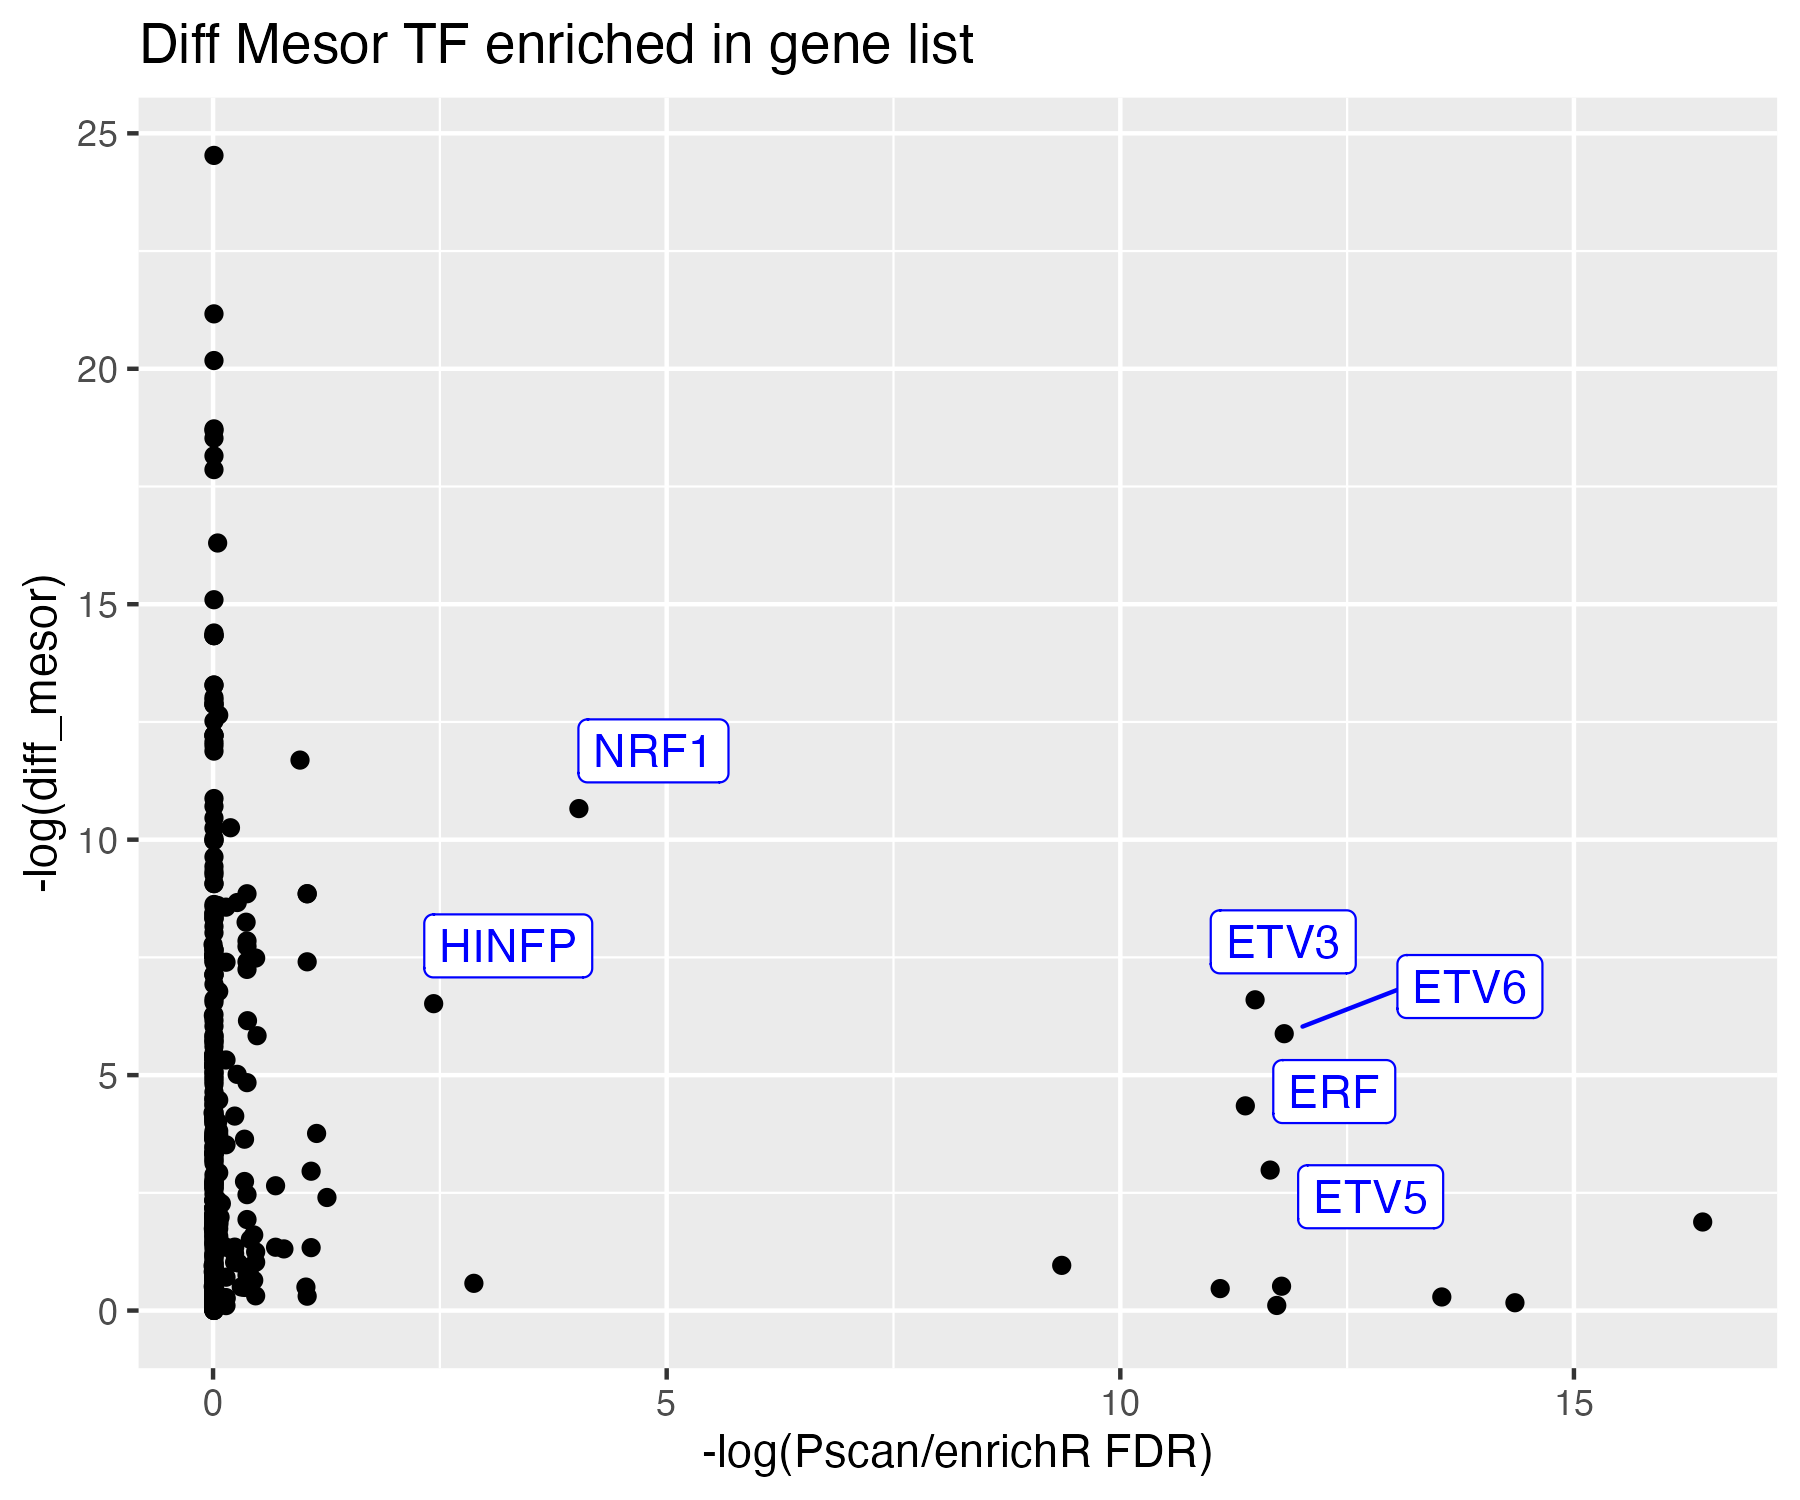 Diff Mesor TF enriched in gene list
25
20
15
10
5
0
-log(diff_mesor)
NRF1
HINFP
ETV3
ETV6
ERF
ETV5
0
5
10
15
-log(Pscan/enrichR FDR)